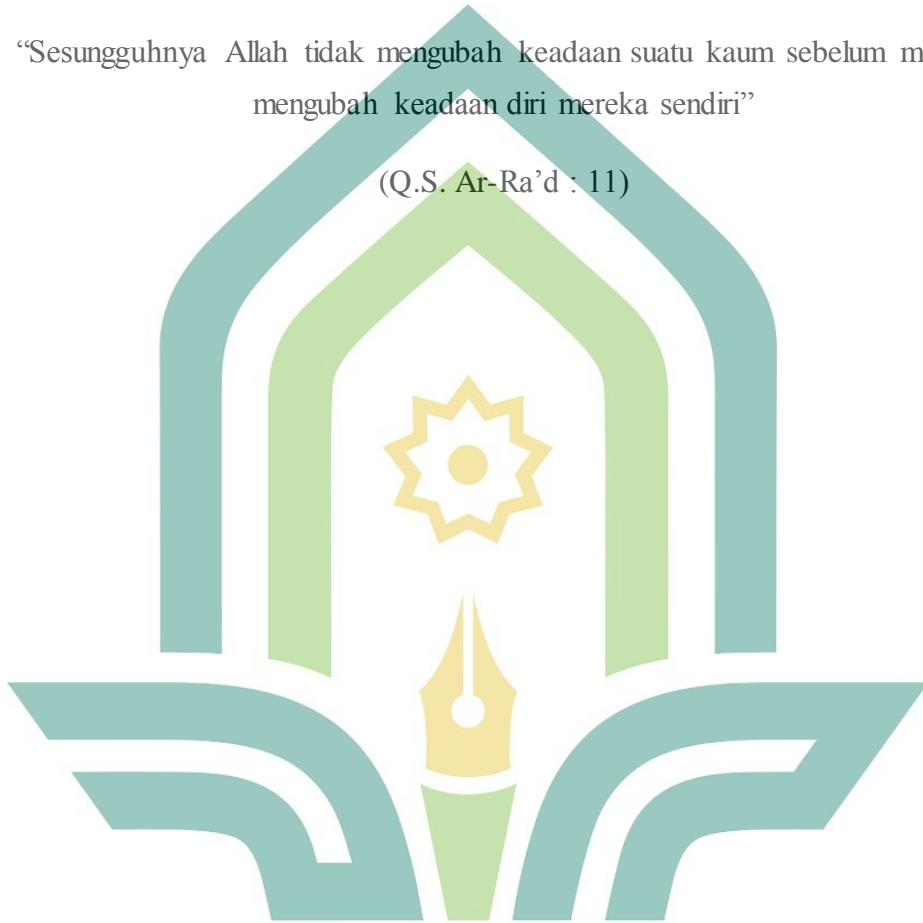 “Sesungguhnya Allah tidak mengubah keadaan suatu kaum sebelum m
mengubah keadaan diri mereka sendiri”
(Q.S. Ar-Ra’d : 11)